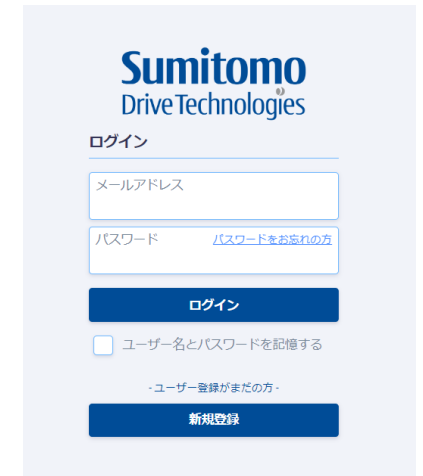 Sumitomo
Drive Technologies
ログイン
メールアドレス
パスワード パスワードをお忘れの方
ログイン
ユーザー名とパスワードを記憶する
- ユーザー登録がまだの方 -
新規登録